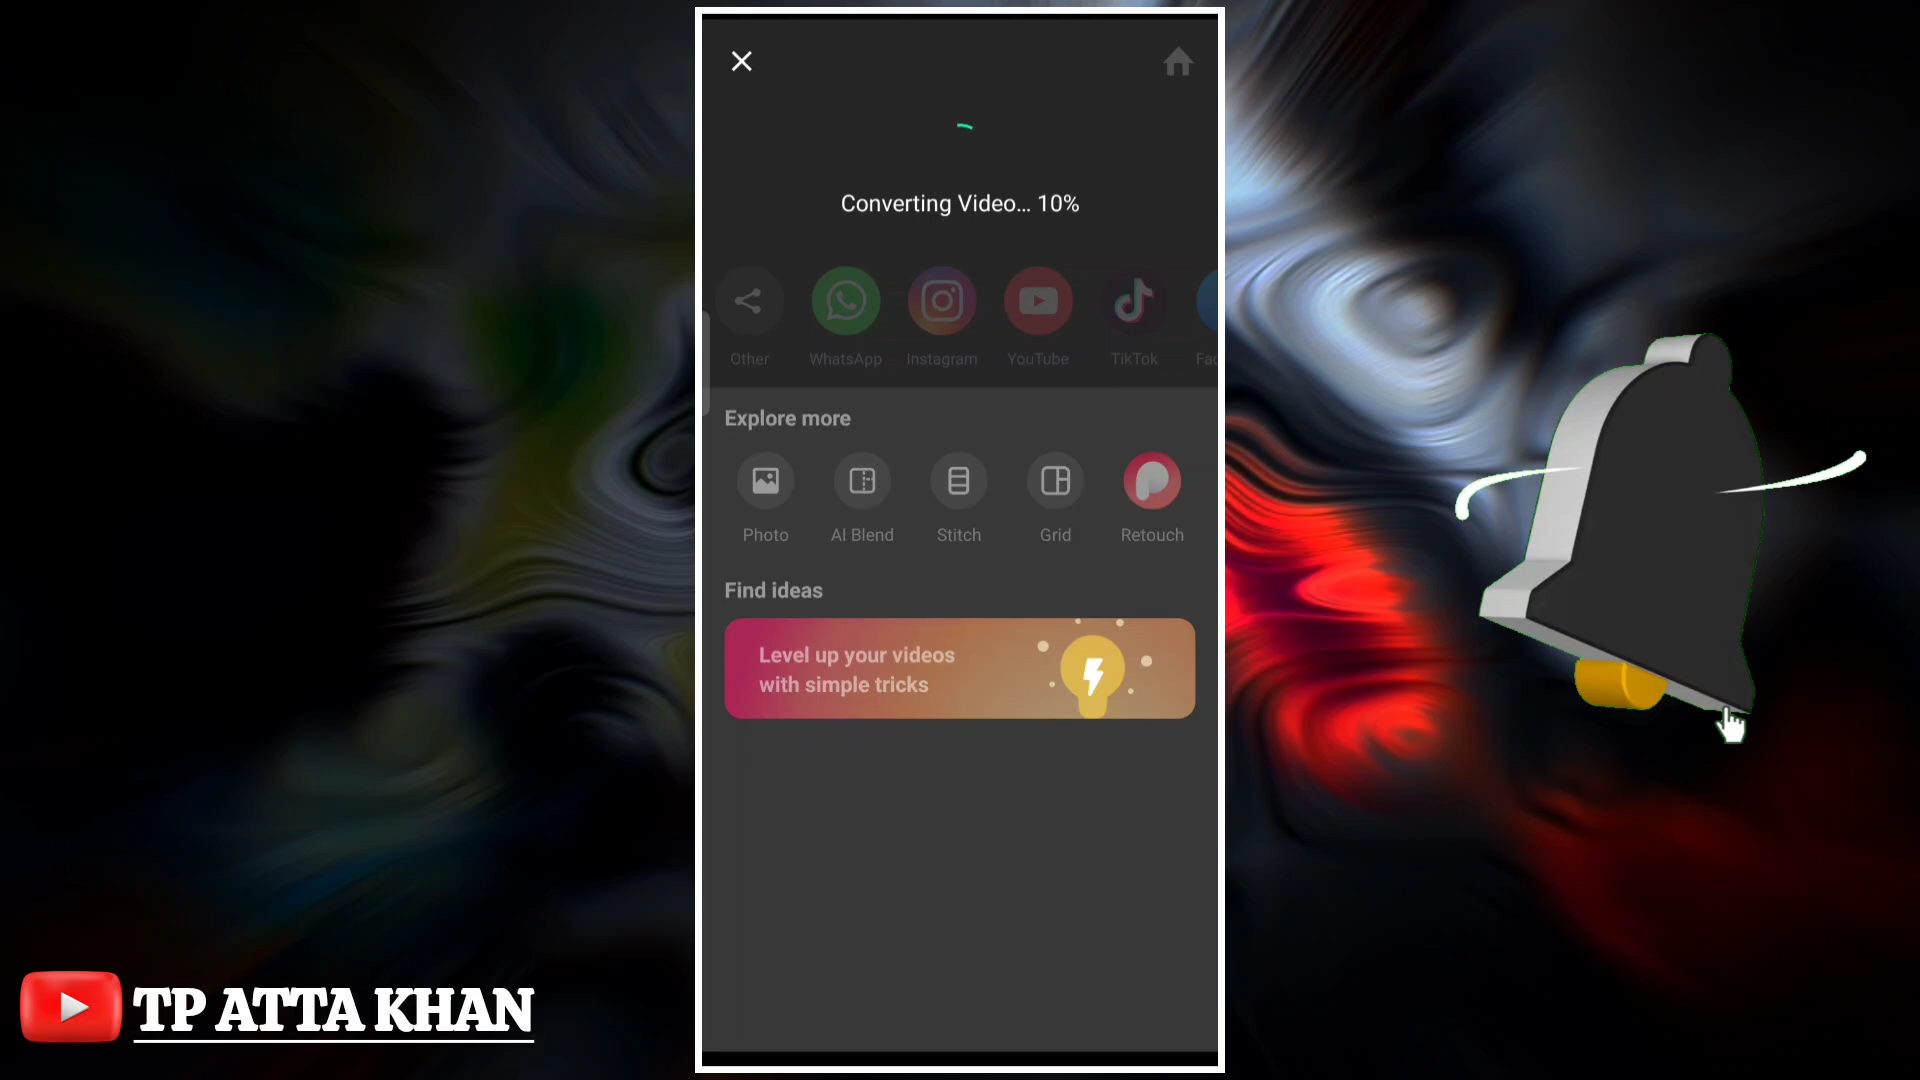 Converting Video... 10%
Other WhatsApp Instagram YouTube TikTok
Explore more
Photo AI Blend Stitch Grid Retouch
Find ideas
Level up your videos
with simple tricks
TP ATTA KHAN